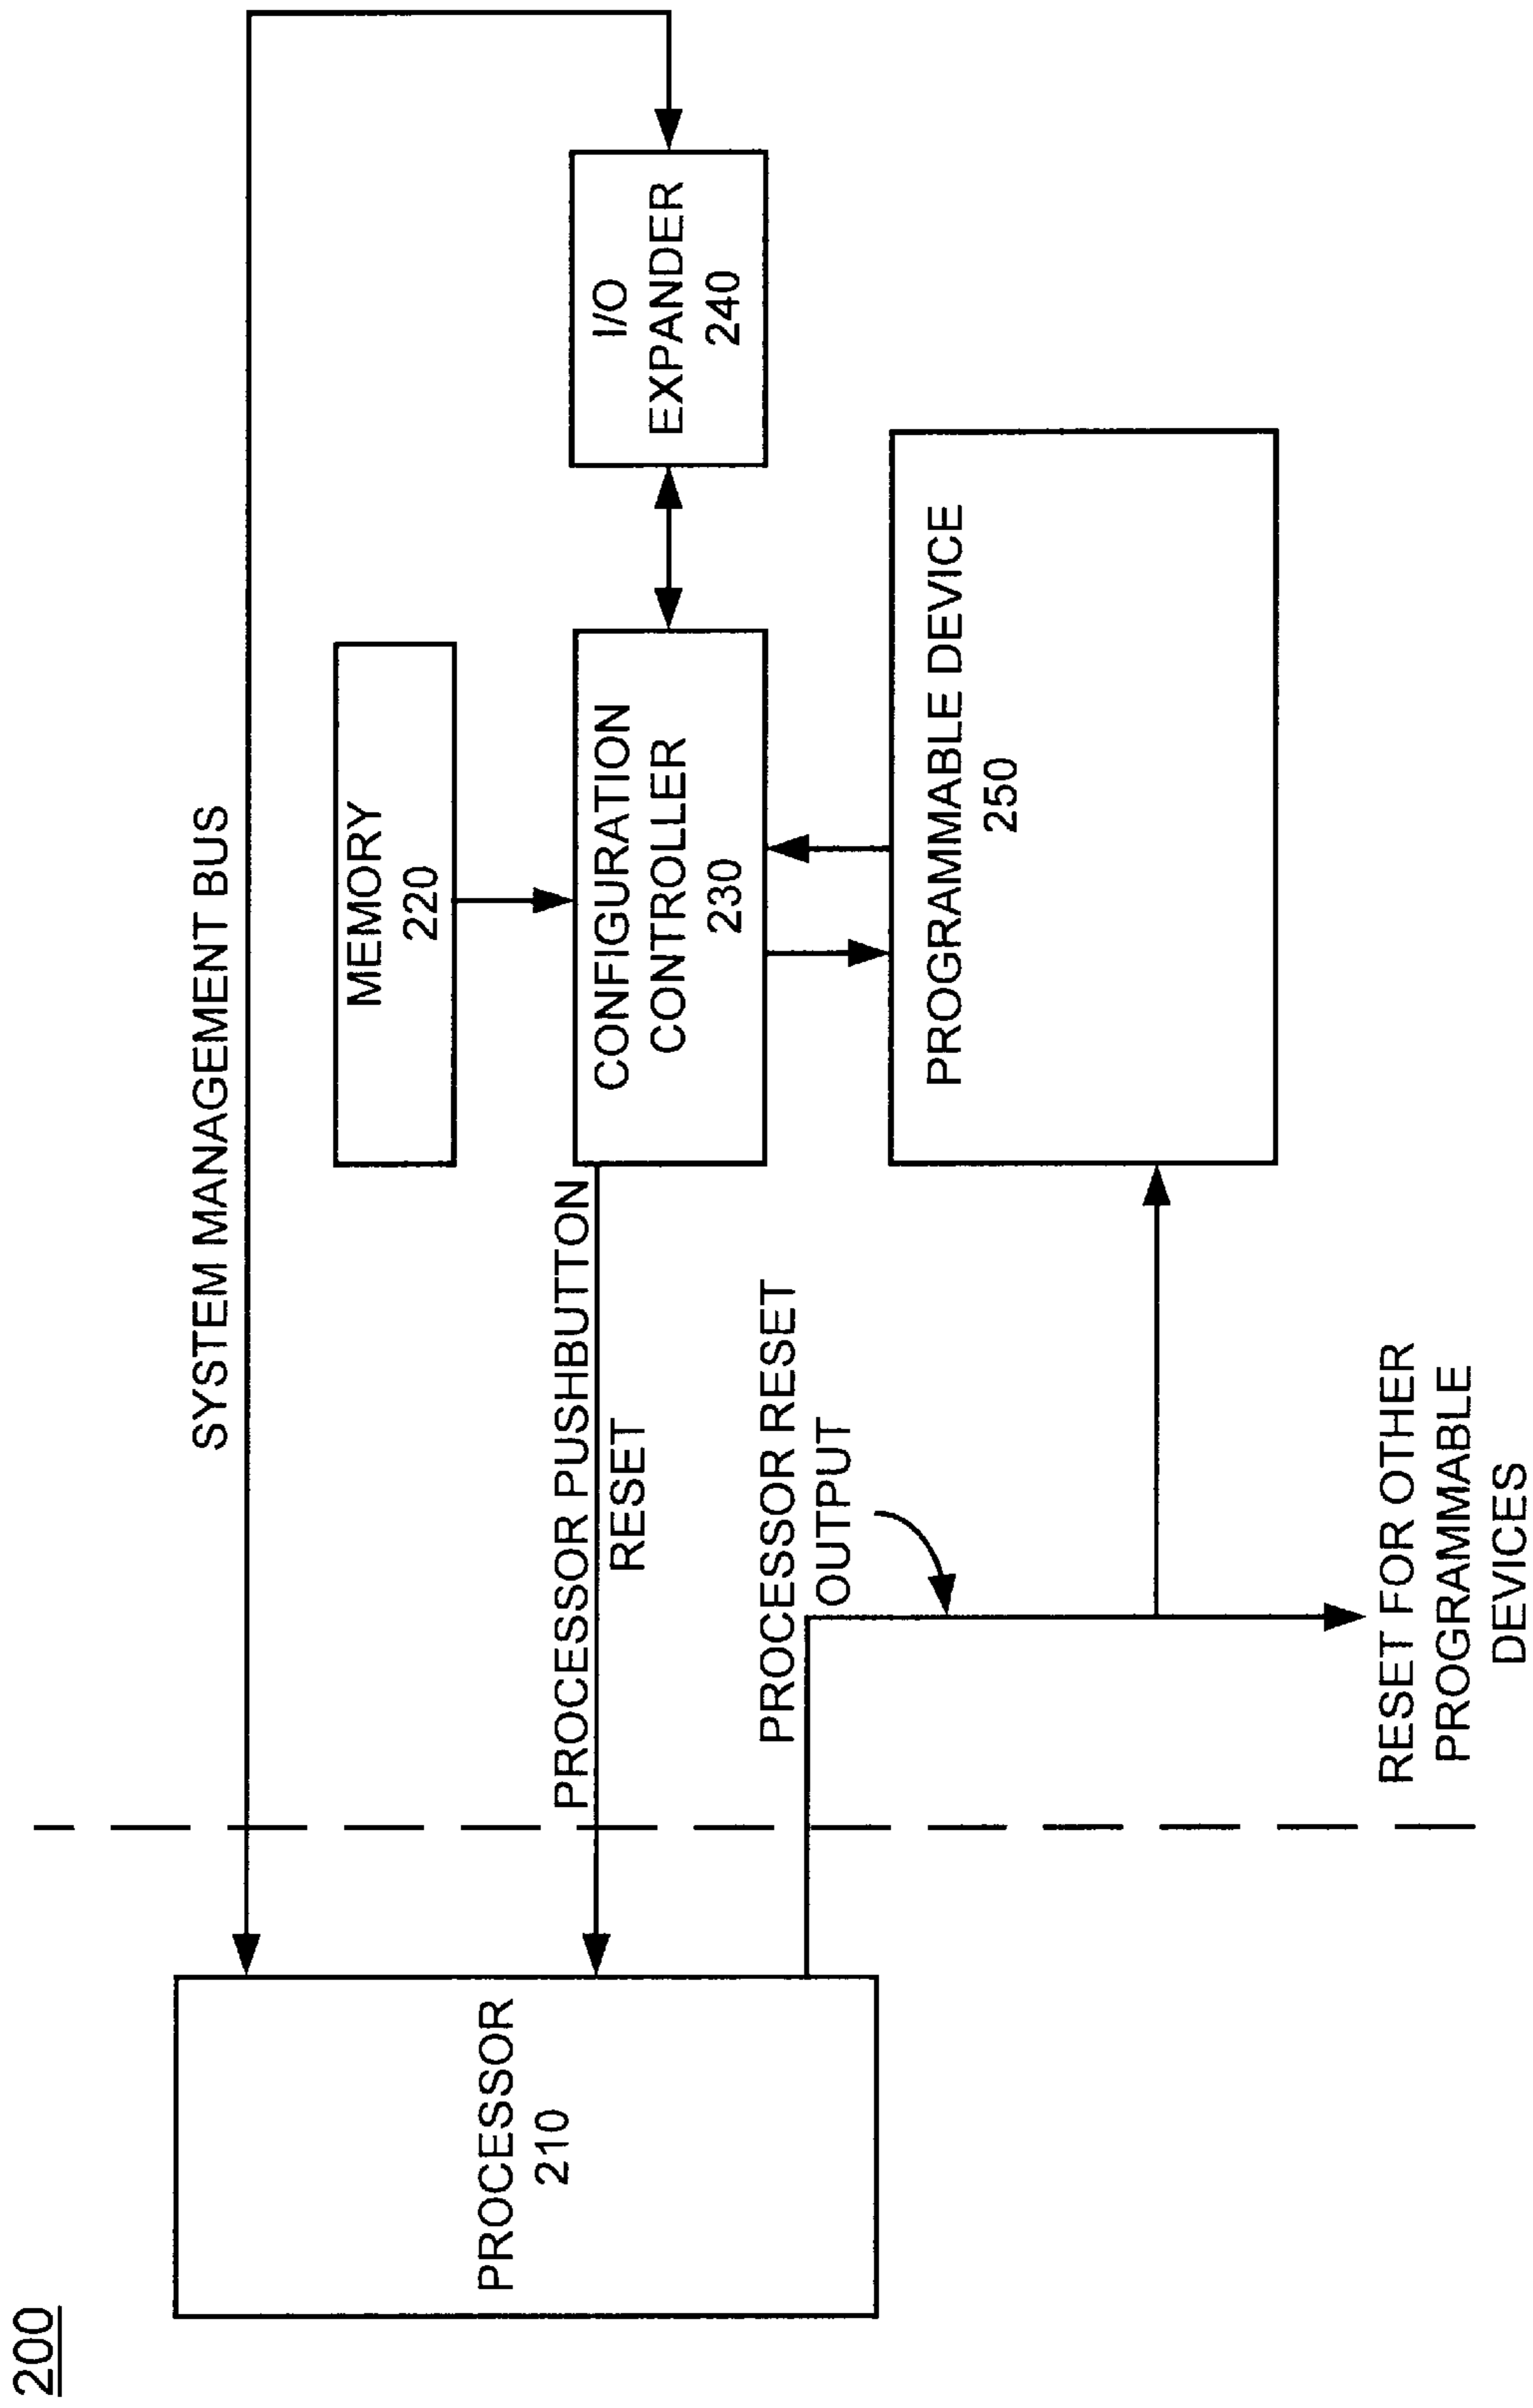 200
SYSTEM MANAGEMENT BUS
MEMORY
220
PROCESSOR
210
PROCESSOR PUSHBUTTON
RESET
CONFIGURATION
CONTROLLER
230
I/O
EXPANDER
240
PROCESSOR RESET
OUTPUT
PROGRAMMABLE DEVICE
250
RESET FOR OTHER
PROGRAMMABLE
DEVICES